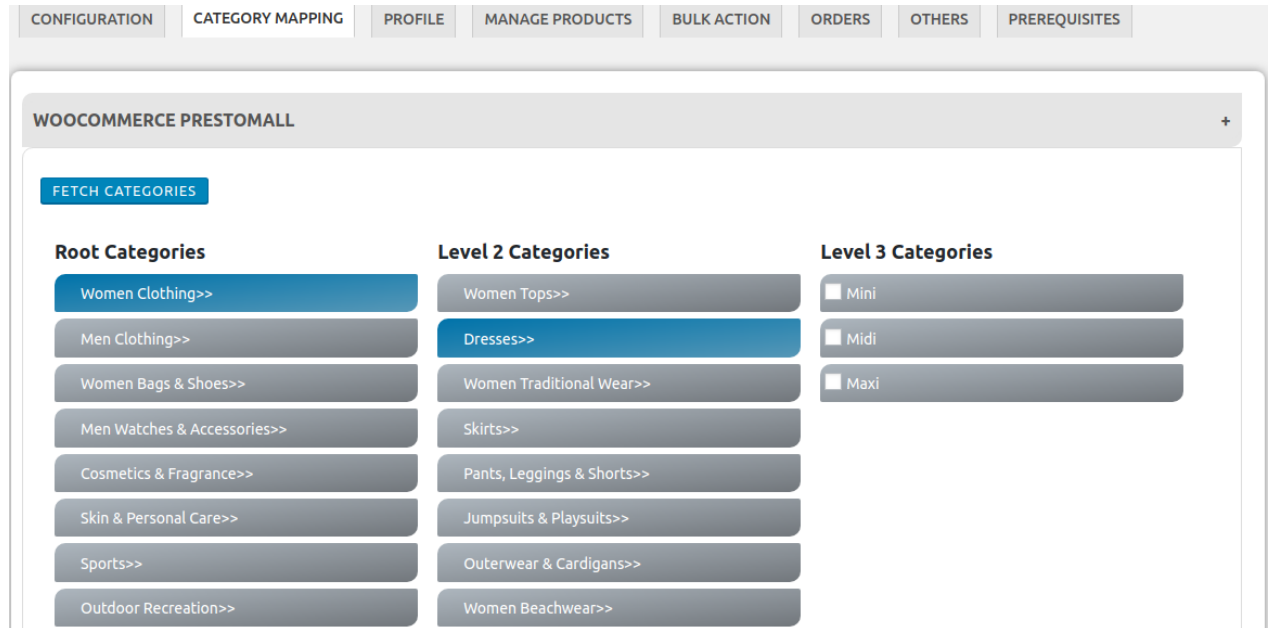 CONFIGURATION CATEGORY MAPPING PROFILE MANAGE PRODUCTS BULK ACTION ORDERS OTHERS PREREQUISITES
WOOCOMMERCE PRESTOMALL +
FETCH CATEGORIES
Root Categories
Women Clothing>>
Men Clothing>>
Women Bags & Shoes>>
Men Watches & Accessories>>
Cosmetics & Fragrance>>
Skin & Personal Care>>
Sports>>
Outdoor Recreation>>
Level 2 Categories
Women Tops>>
Dresses>>
Women Traditional Wear>>
Skirts>>
Pants, Leggings & Shorts>>
Jumpsuits & Playsuits>>
Outerwear & Cardigans>>
Women Beachwear>>
Level 3 Categories
Mini
Midi
Maxi